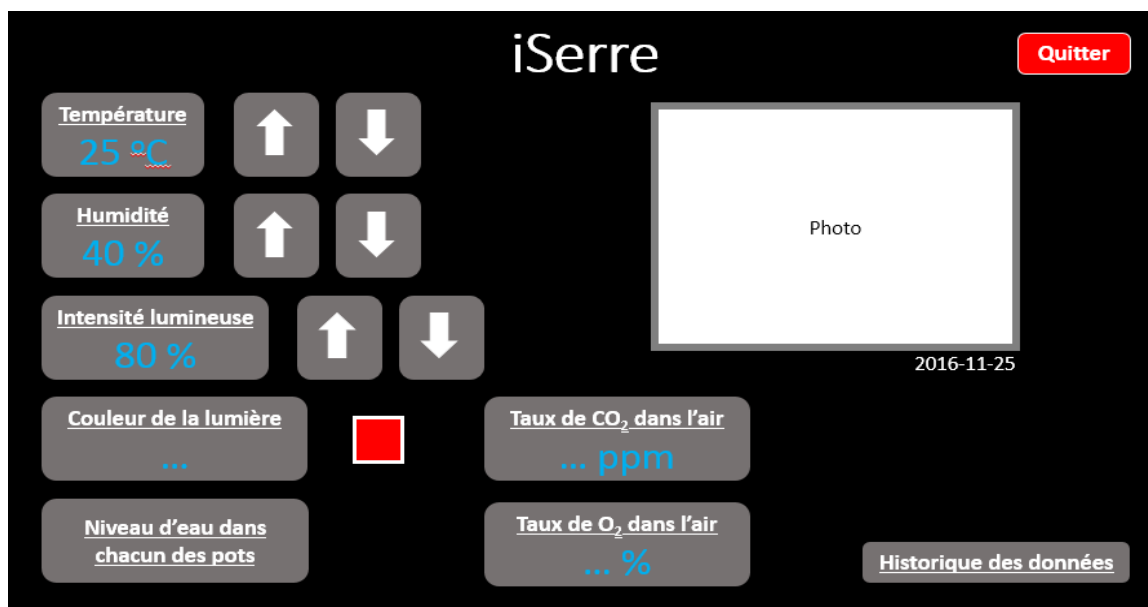 iSerre
Quitter
Température
25 °C
Humidité
40 %
Photo
Intensité lumineuse
80 %
2016-11-25
Couleur de la lumière
...
Taux de CO₂ dans l'air
... ppm
Niveau d'eau dans
chacun des pots
Taux de O₂ dans l'air
... %
Historique des données